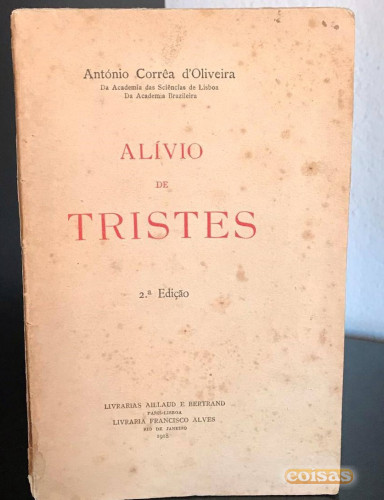 António Corrêa d'Oliveira
Da Academia das Sciências de Lisboa
Da Academia Brazileira
ALÍVIO
DE
TRISTES
2.ª Edição
LIVRARIAS AILLAUD E BERTRAND
PARIS-LISBOA
LIVRARIA FRANCISCO ALVES
RIO DE JANEIRO
coisas